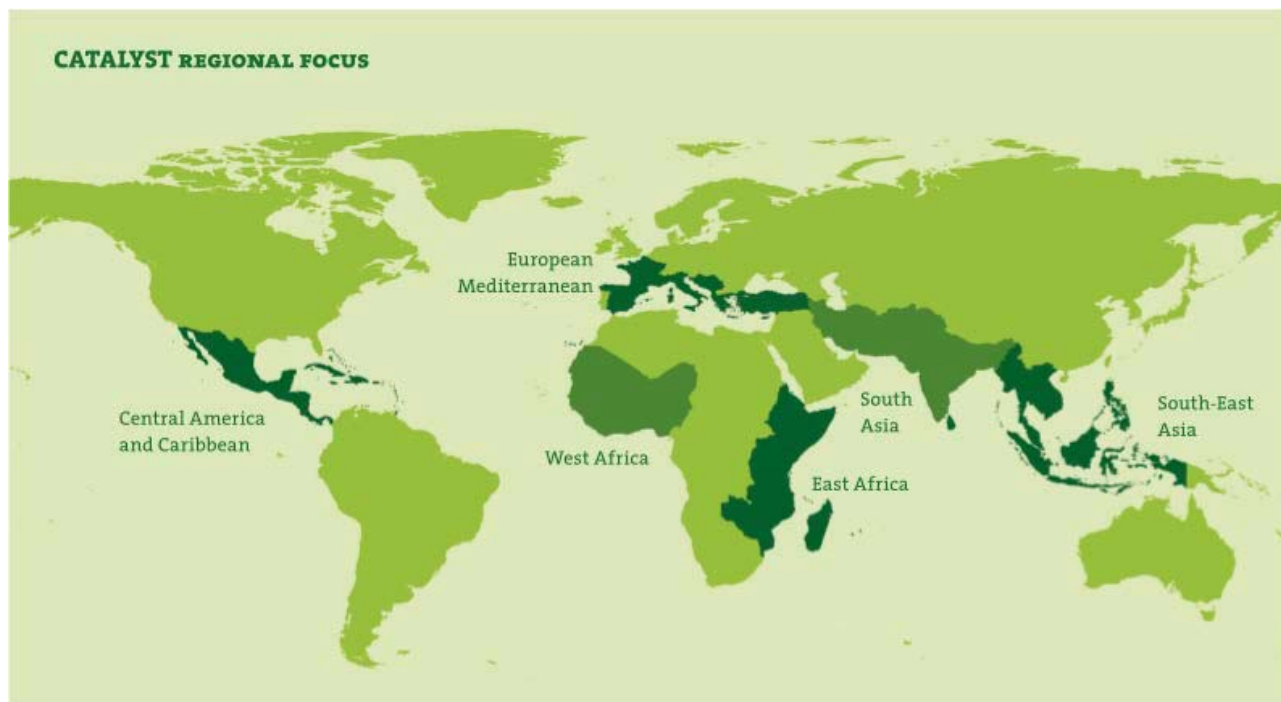 CATALYST REGIONAL FOCUS
European
Mediterranean
Central America
and Caribbean
West Africa
South
Asia
East Africa
South-East
Asia